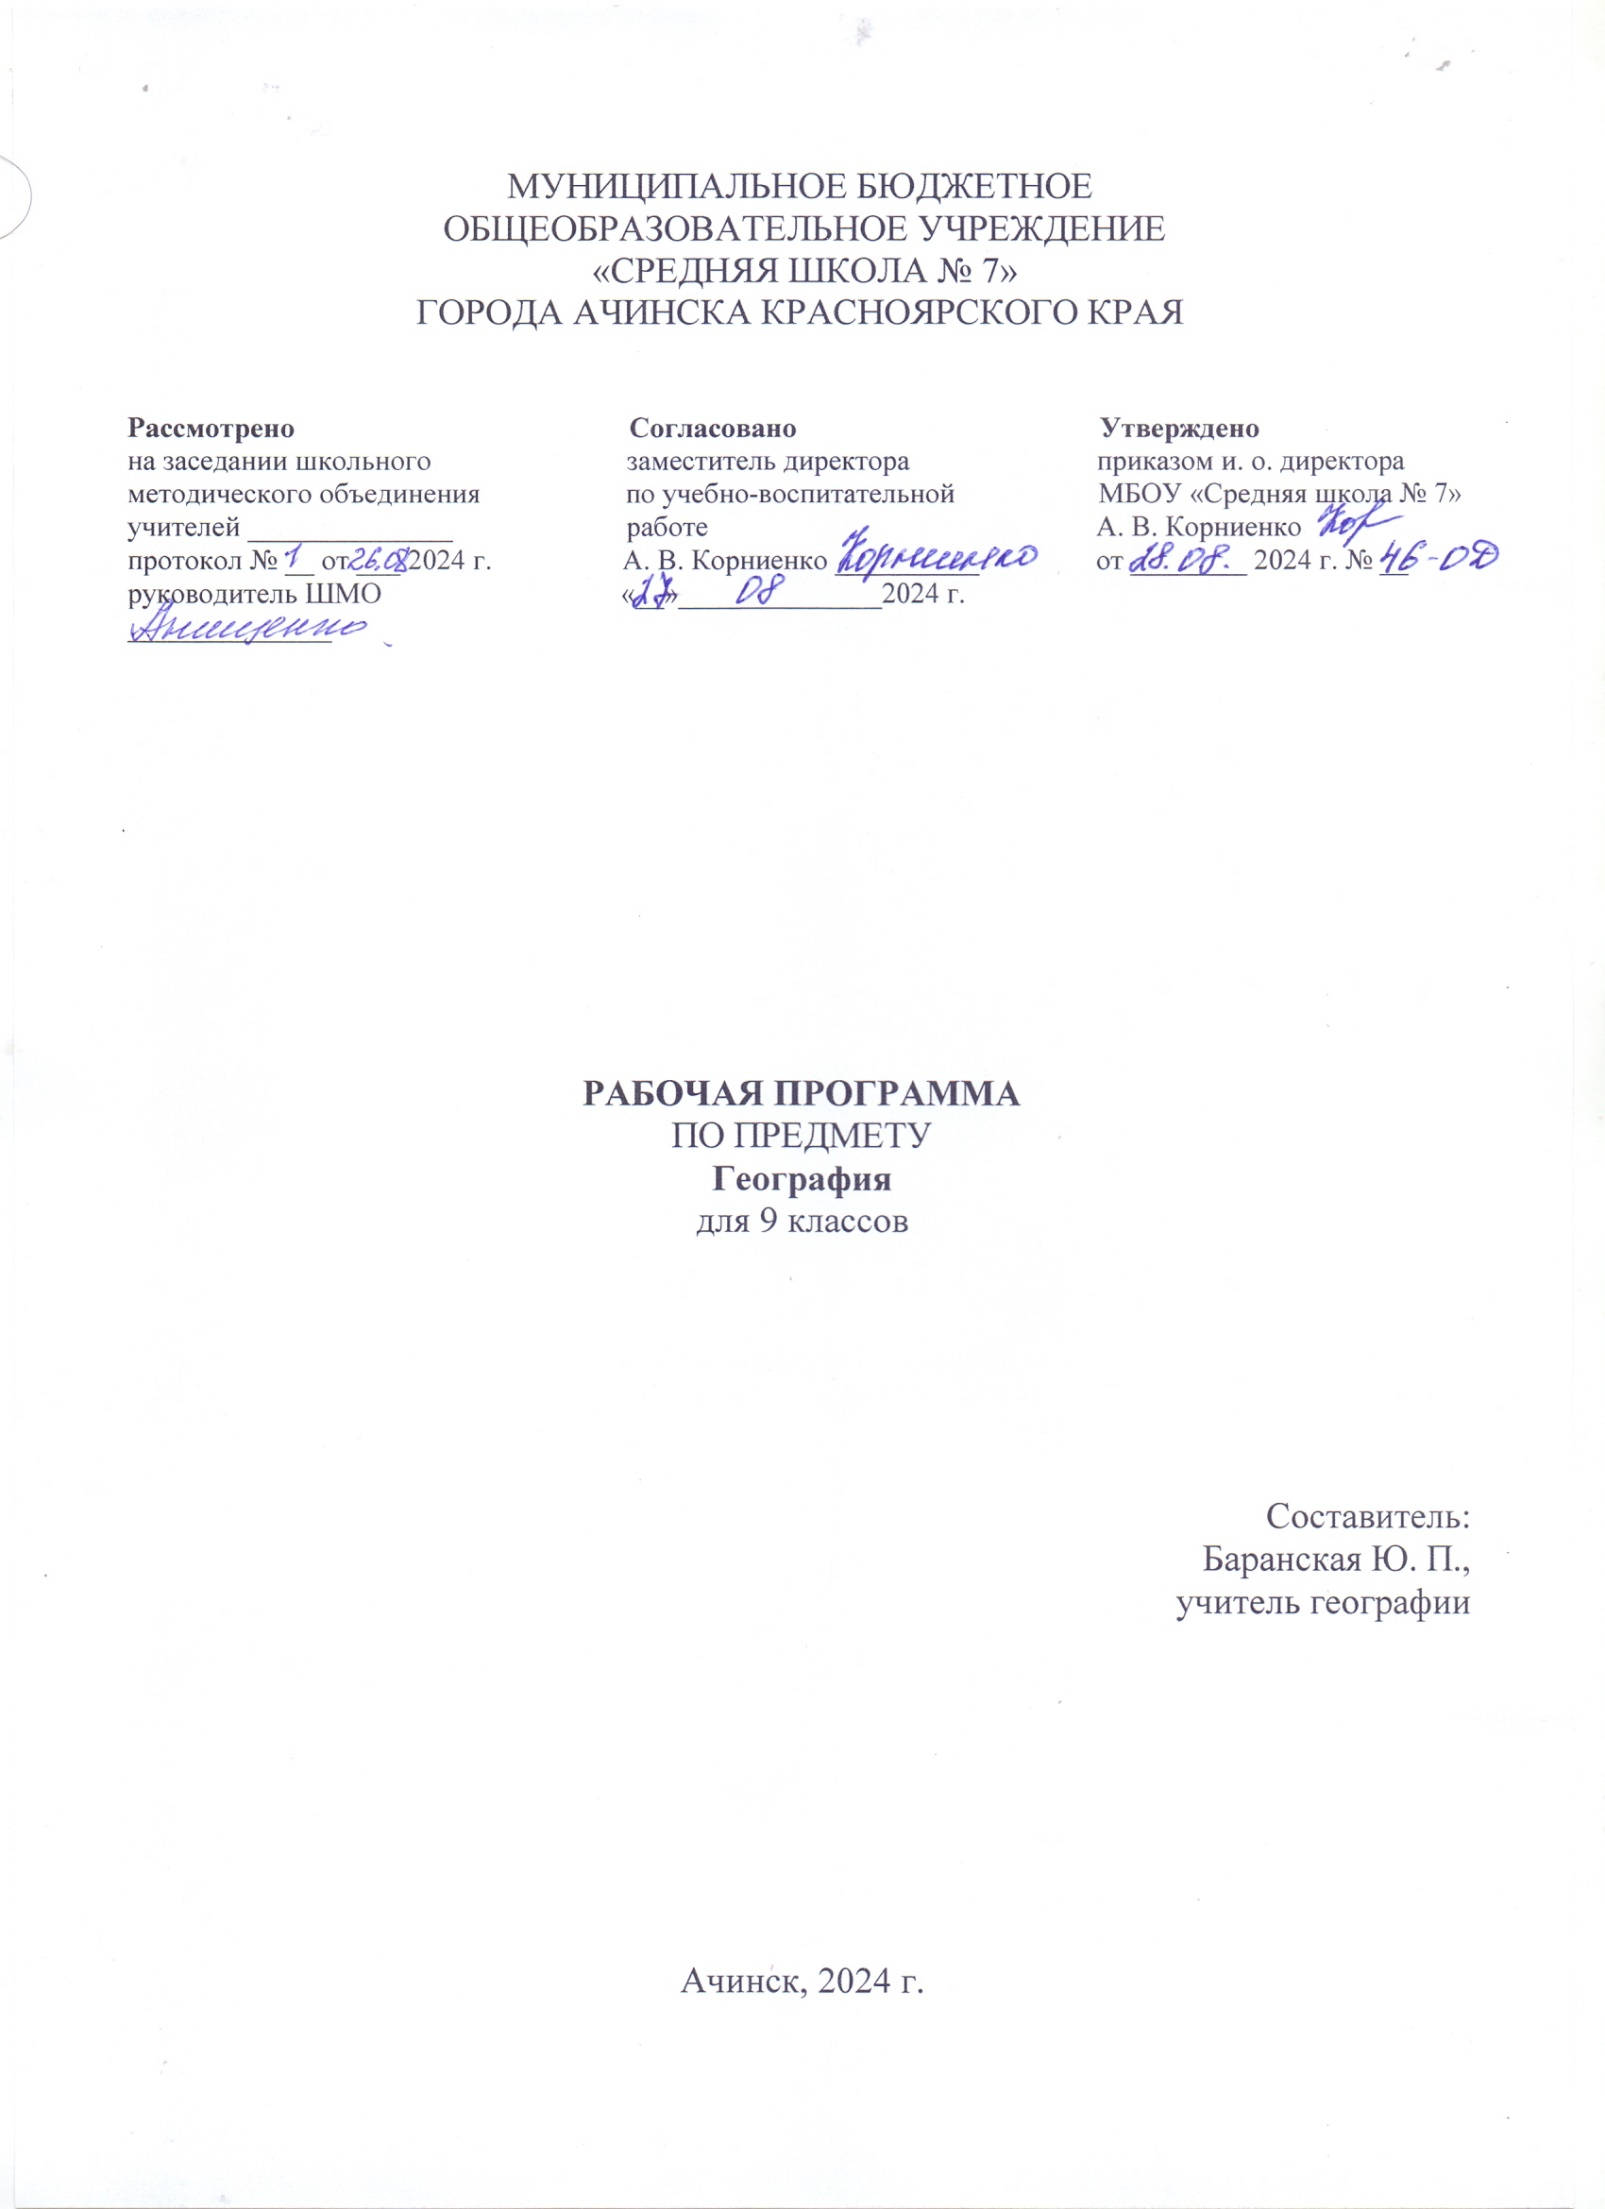 МУНИЦИПАЛЬНОЕ БЮДЖЕТНОЕ
ОБЩЕОБРАЗОВАТЕЛЬНОЕ УЧРЕЖДЕНИЕ
«СРЕДНЯЯ ШКОЛА № 7»
ГОРОДА АЧИНСКА КРАСНОЯРСКОГО КРАЯ
Рассмотрено
на заседании школьного
методического объединения
учителей ______________
протокол № 1 от 26.08 2024 г.
руководитель ШМО
Анищенко
Согласовано
заместитель директора
по учебно-воспитательной
работе
А. В. Корниенко Корниенко
«27» 08 2024 г.
Утверждено
приказом и. о. директора
МБОУ «Средняя школа № 7»
А. В. Корниенко Кор
от 28.08. 2024 г. № 46-ОД
РАБОЧАЯ ПРОГРАММА
ПО ПРЕДМЕТУ
География
для 9 классов
Составитель:
Баранская Ю. П.,
учитель географии
Ачинск, 2024 г.